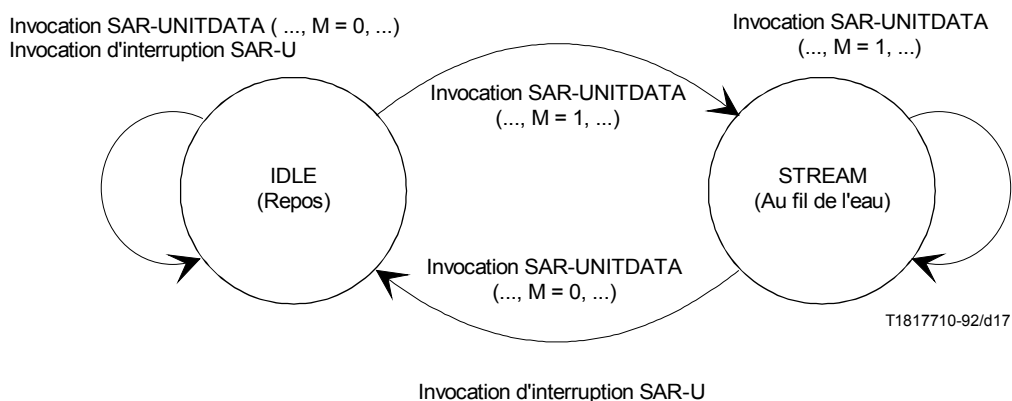 Invocation SAR-UNITDATA ( ..., M = 0, ...)
Invocation d'interruption SAR-U
Invocation SAR-UNITDATA
(..., M = 1, ...)
Invocation SAR-UNITDATA
(..., M = 1, ...)
IDLE
(Repos)
STREAM
(Au fil de l'eau)
Invocation SAR-UNITDATA
(..., M = 0, ...)
T1817710-92/d17
Invocation d'interruption SAR-U